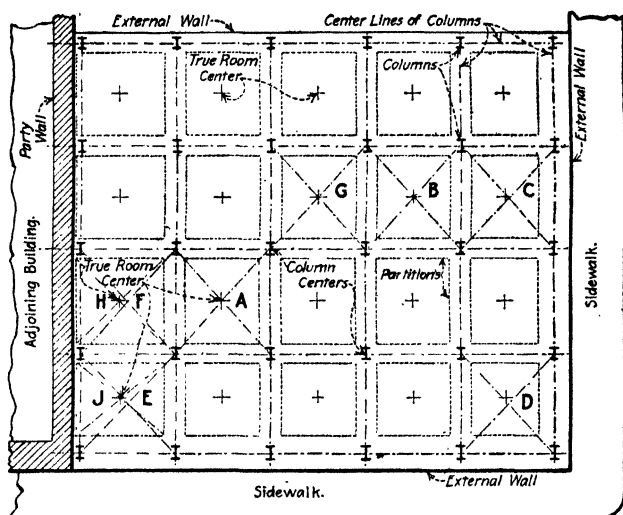 External Wall
Center Lines of Columns
True Room
Center
Columns
Party
Wall
External Wall
G
B
C
Adjoining Building.
True Room
Center
Column
Centers
Partitions
Sidewalk.
H
F
A
J
E
D
External Wall
Sidewalk.